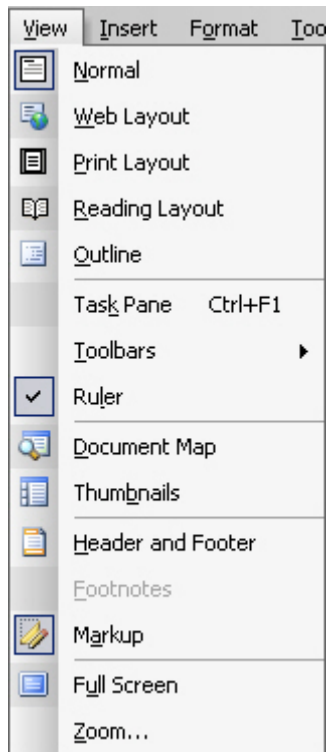 View Insert Format Too
Normal
Web Layout
Print Layout
Reading Layout
Outline
Task Pane Ctrl+F1
Toolbars
Ruler
Document Map
Thumbnails
Header and Footer
Footnotes
Markup
Full Screen
Zoom...